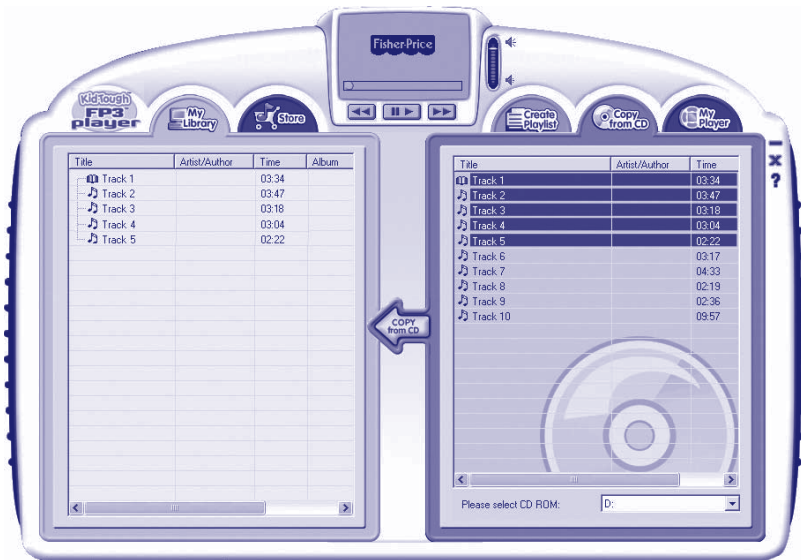 Fisher-Price
KidTough
FP3
player
My
Library
Store
Create
Playlist
Copy
from CD
My
Player
X
?
Title Artist/Author Time Album
Track 1 03:34
Track 2 03:47
Track 3 03:18
Track 4 03:04
Track 5 02:22
COPY
from CD
Title Artist/Author Time
Track 1 03:34
Track 2 03:47
Track 3 03:18
Track 4 03:04
Track 5 02:22
Track 6 03:17
Track 7 04:33
Track 8 02:19
Track 9 02:36
Track 10 09:57
Please select CD ROM: D: